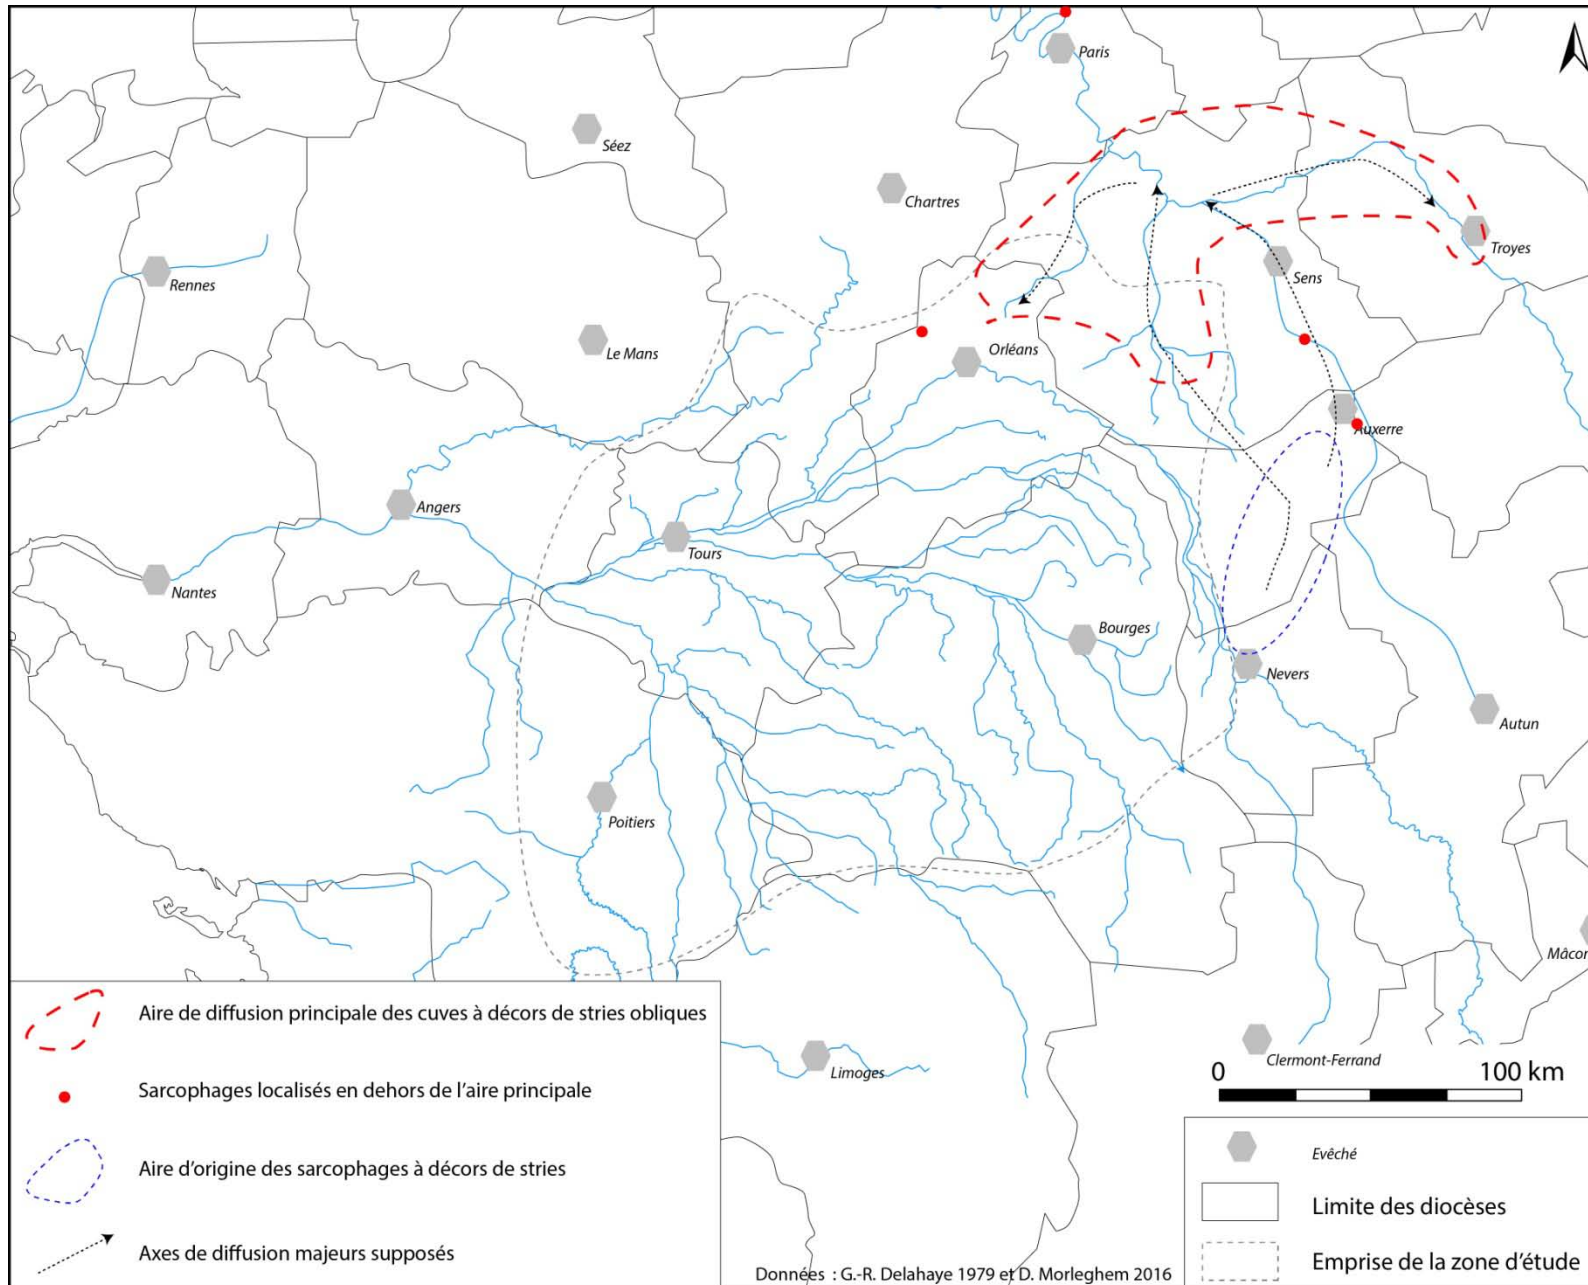 Paris
Séez
Chartres
Troyes
Sens
Rennes
Le Mans
Orléans
Auxerre
Angers
Tours
Nantes
Bourges
Nevers
Autun
Poitiers
Mâcon
Limoges
Clermont-Ferrand
0 100 km
Aire de diffusion principale des cuves à décors de stries obliques
Sarcophages localisés en dehors de l'aire principale
Aire d'origine des sarcophages à décors de stries
Axes de diffusion majeurs supposés
Evêché
Limite des diocèses
Emprise de la zone d'étude
Données : G.-R. Delahaye 1979 et D. Morleghem 2016